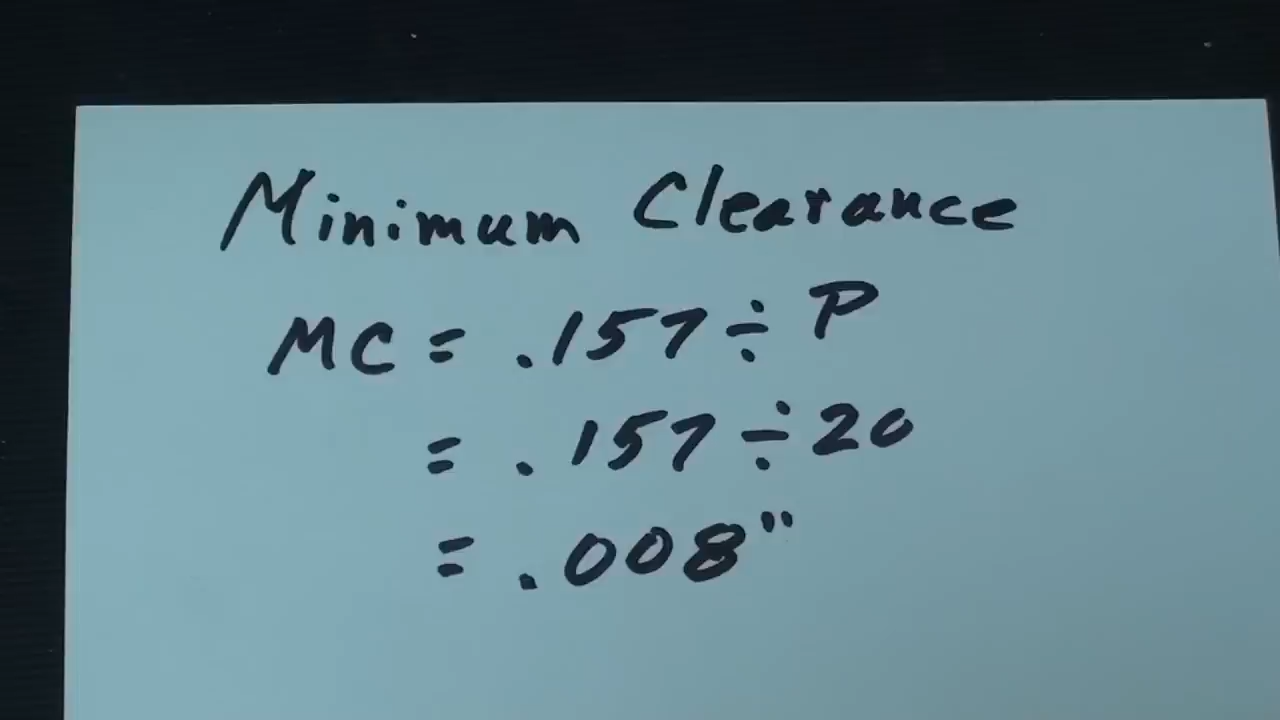 Minimum Clearance
MC = .157 ÷ P
= .157 ÷ 20
= .008"